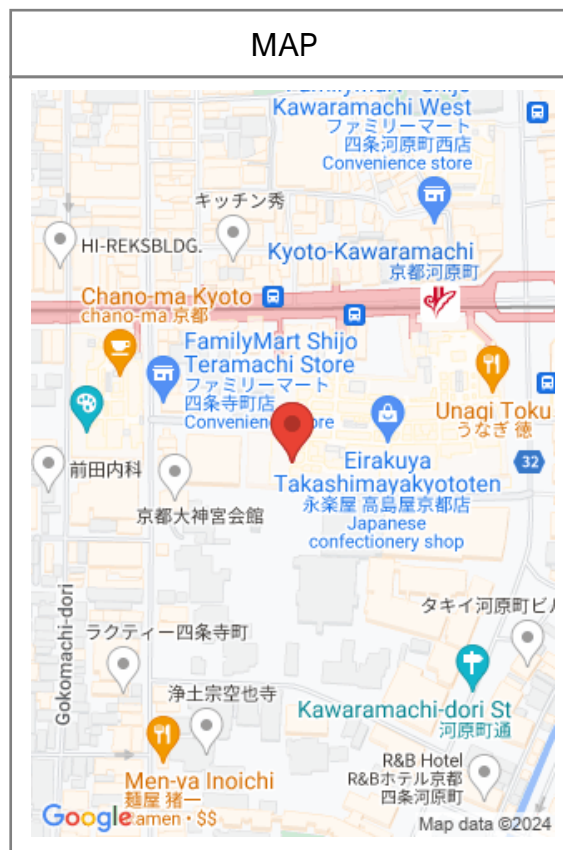 MAP
FamilyMart Shijo
Kawaramachi West
ファミリーマート
四条河原町西店
Convenience store
キッチン秀
HI-REKSBLDG.
Kyoto-Kawaramachi
京都河原町
Chano-ma Kyoto
chano-ma 京都
FamilyMart Shijo
Teramachi Store
ファミリーマート
四条寺町店
Convenience store
Unagi Toku
うなぎ 徳
32
前田内科
Eirakuya
Takashimayakyototen
永楽屋 高島屋京都店
Japanese
confectionery shop
京都大神宮会館
Gokomachi-dori
タキイ河原町ビル
ラクティー四条寺町
浄土宗空也寺
Kawaramachi-dori St
河原町通
Men-ya Inoichi
麺屋 猪一
Ramen・$$
R&B Hotel
R&Bホテル京都
四条河原町
Google
Map data ©2024